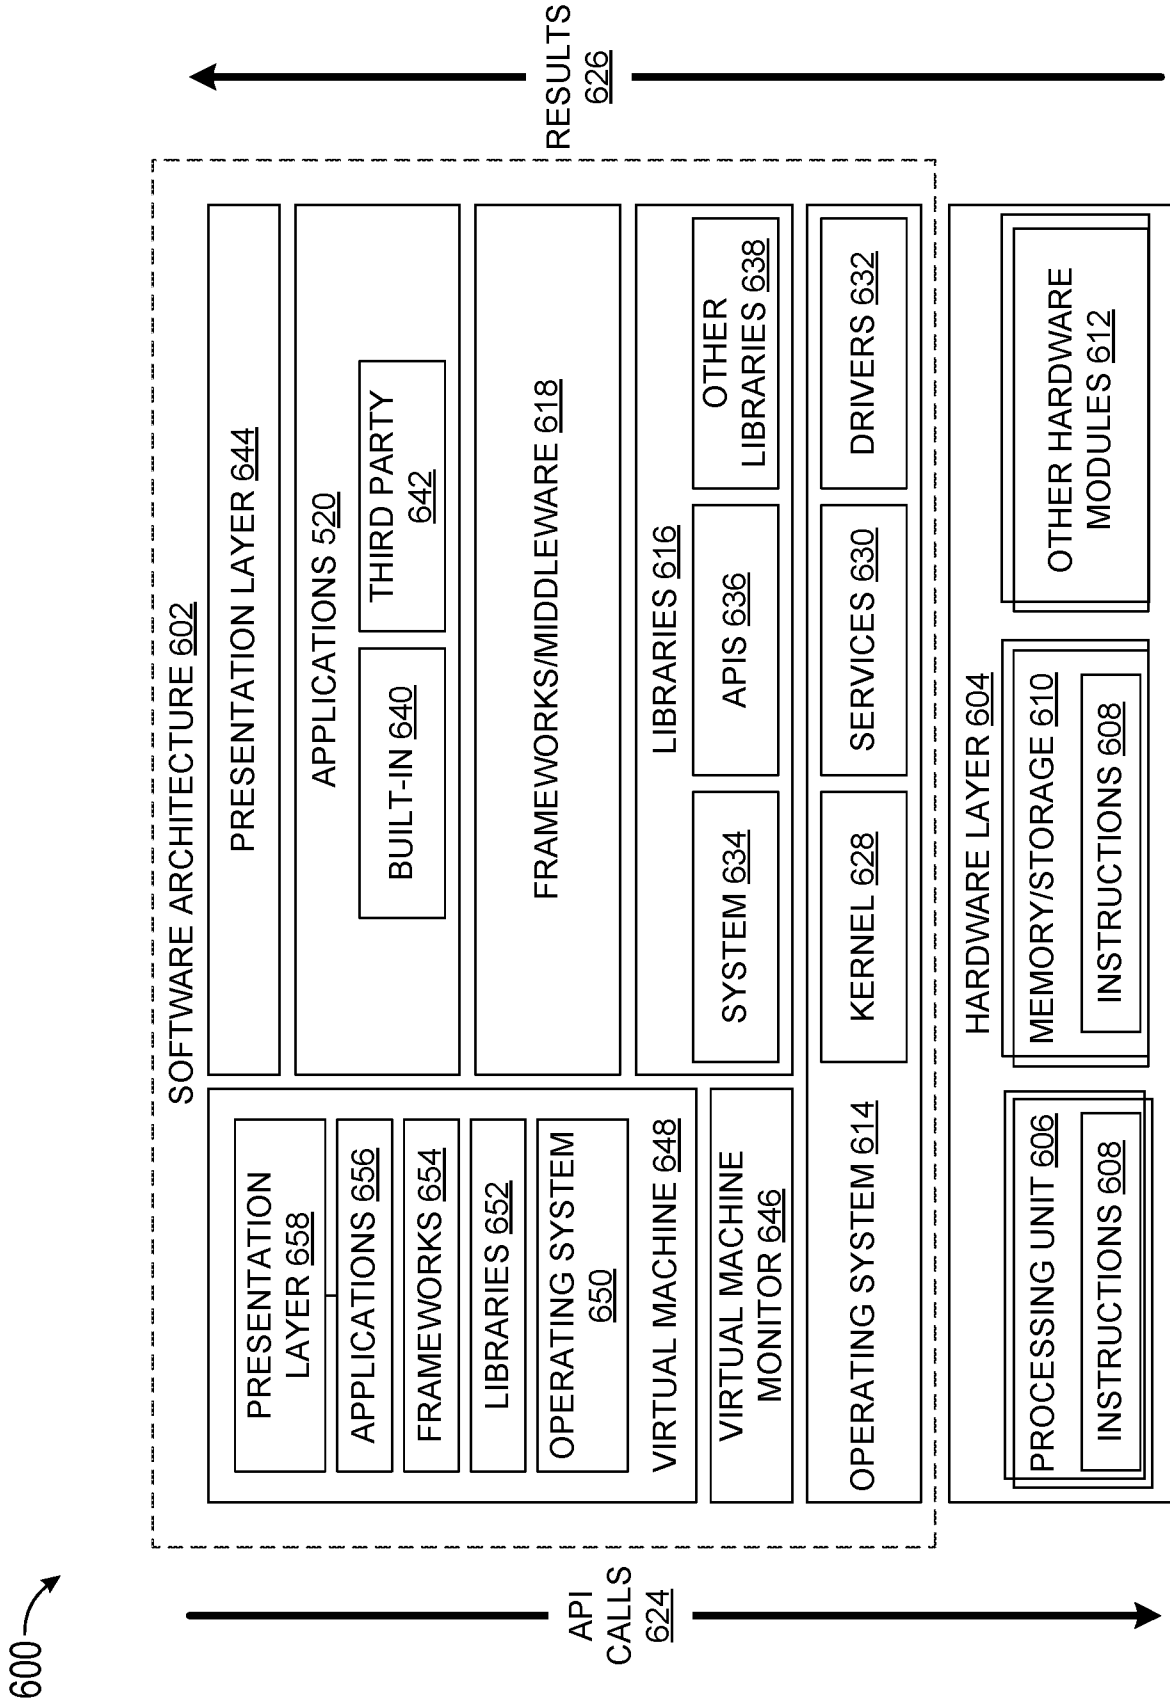 600
SOFTWARE ARCHITECTURE 602
PRESENTATION
LAYER 658
APPLICATIONS 656
FRAMEWORKS 654
LIBRARIES 652
OPERATING SYSTEM
650
VIRTUAL MACHINE 648
VIRTUAL MACHINE
MONITOR 646
PRESENTATION LAYER 644
APPLICATIONS 520
BUILT-IN 640
THIRD PARTY
642
FRAMEWORKS/MIDDLEWARE 618
LIBRARIES 616
SYSTEM 634
APIS 636
OTHER
LIBRARIES 638
OPERATING SYSTEM 614
KERNEL 628
SERVICES 630
DRIVERS 632
HARDWARE LAYER 604
PROCESSING UNIT 606
INSTRUCTIONS 608
MEMORY/STORAGE 610
INSTRUCTIONS 608
OTHER HARDWARE
MODULES 612
API
CALLS
624
RESULTS
626